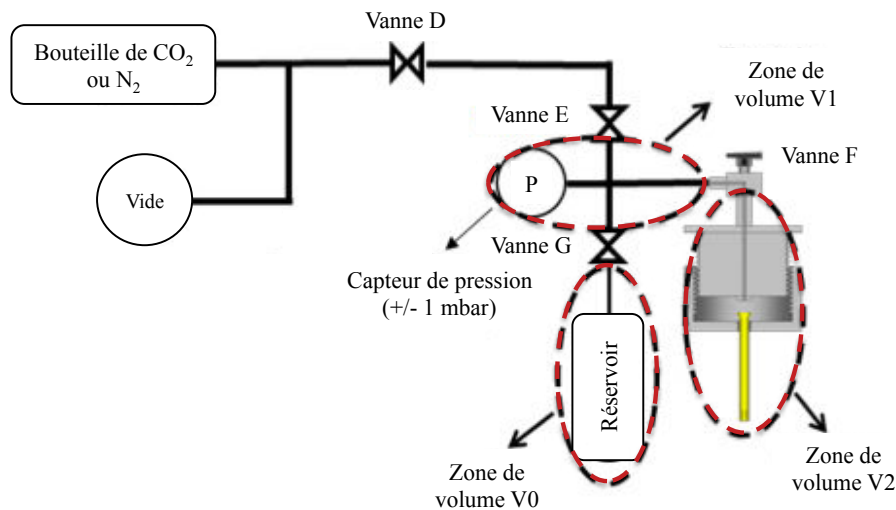 Vanne D
Bouteille de CO₂
ou N₂
Zone de
volume V1
Vanne E
Vanne F
P
Vide
Vanne G
Capteur de pression
(+/- 1 mbar)
Réservoir
Zone de
volume V0
Zone de
volume V2